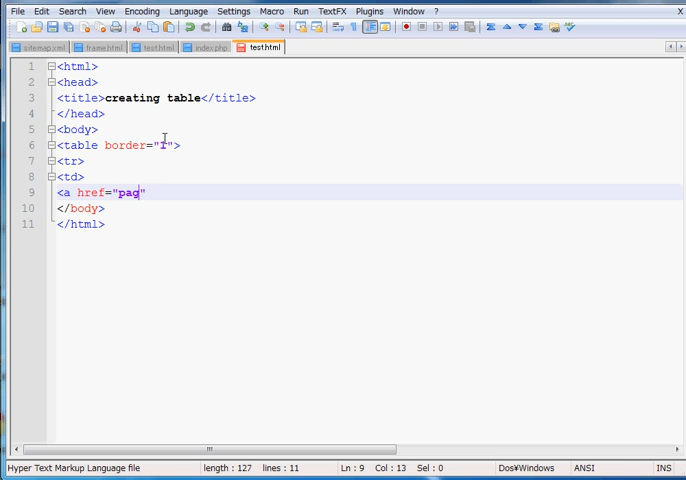 File Edit Search View Encoding Language Settings Macro Run TextFX Plugins Window ? X
sitemap.xml frame.html test.html index.php test.html
1 <html>
2 <head>
3 <title>creating table</title>
4 </head>
5 <body>
6 <table border="1">
7 <tr>
8 <td>
9 <a href="pag"
10 </body>
11 </html>
Hyper Text Markup Language file length : 127 lines : 11 Ln : 9 Col : 13 Sel : 0 Dos¥Windows ANSI INS